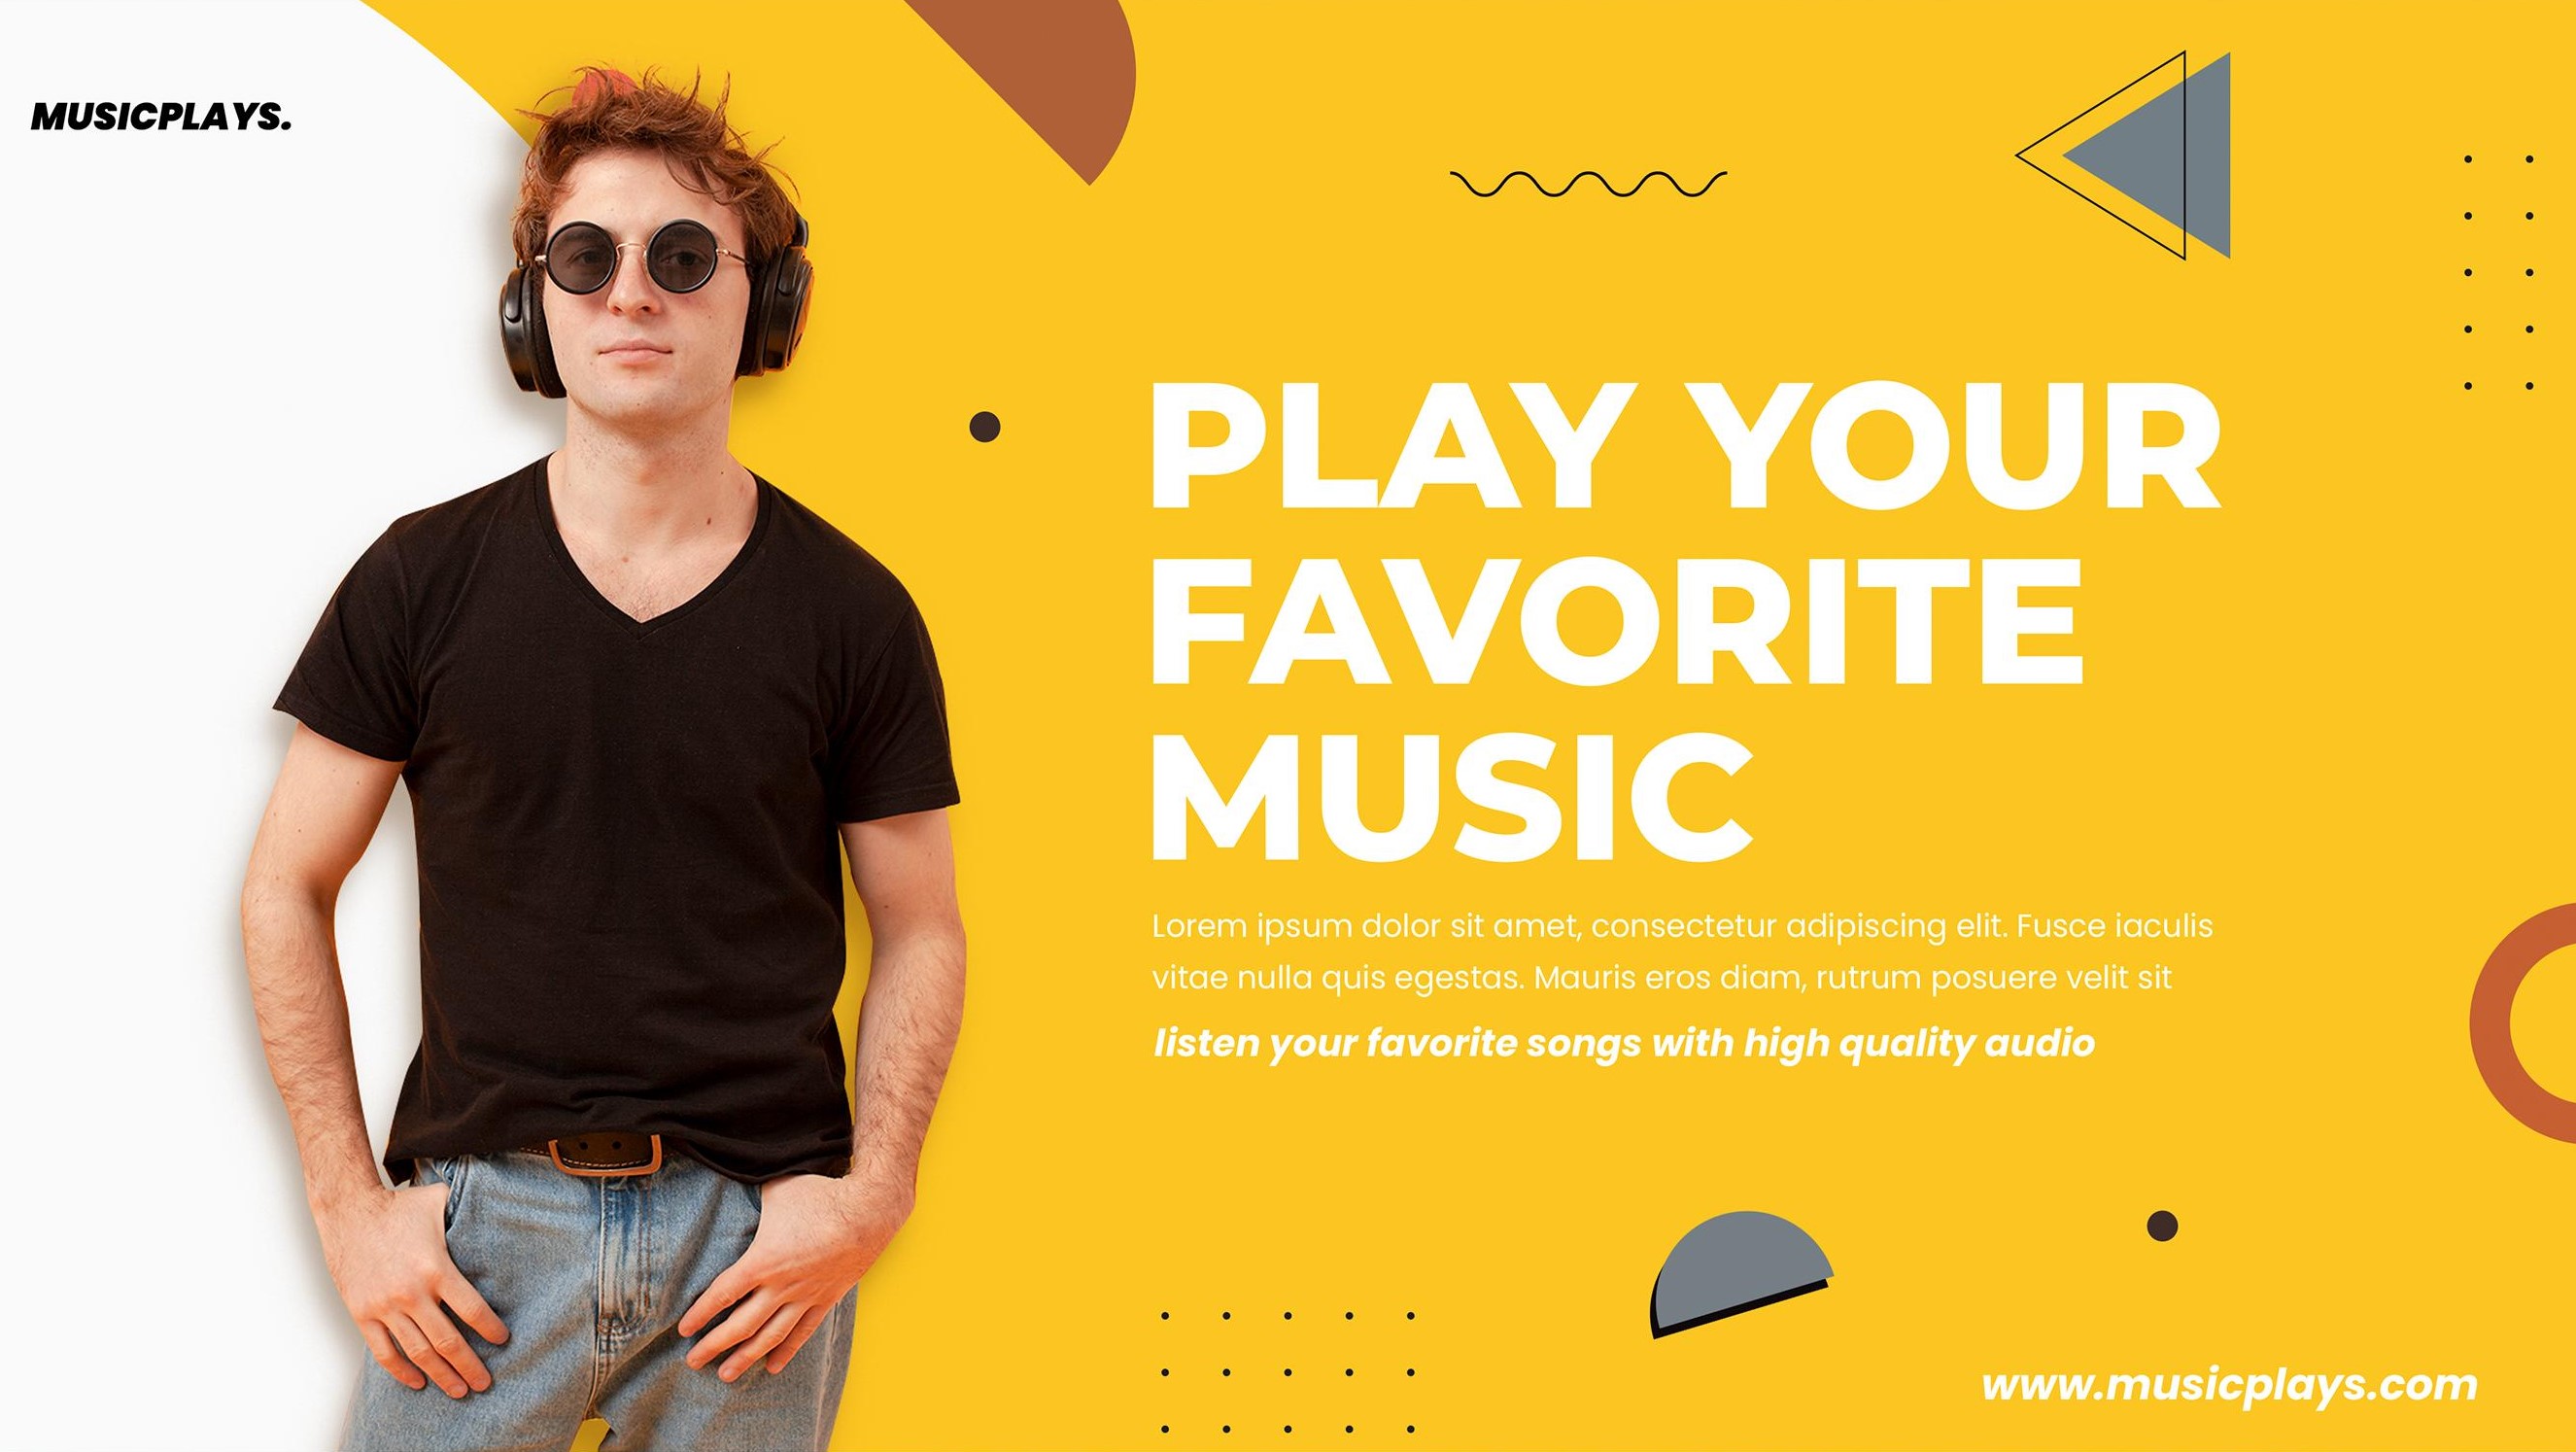 MUSICPLAYS.
PLAY YOUR
FAVORITE
MUSIC
Lorem ipsum dolor sit amet, consectetur adipiscing elit. Fusce iaculis
vitae nulla quis egestas. Mauris eros diam, rutrum posuere velit sit
listen your favorite songs with high quality audio
www.musicplays.com